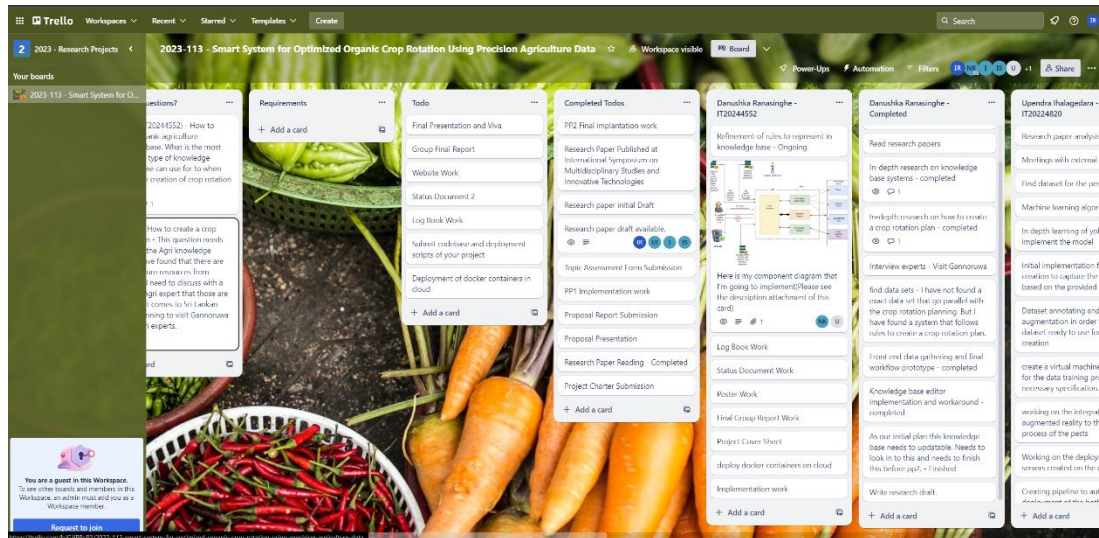 Trello
Workspaces
Recent
Starred
Templates
Create
Search
2
2023 - Research Projects
2023-113 - Smart System for Optimized Organic Crop Rotation Using Precision Agriculture Data
Workspace visible
Board
Power-Ups
Automation
Filters
IR
NK
I
IS
U
+1
Share
Your boards
2023-113 - Smart System for O...
uestions?
IT20244552) - How to
anic agriculture
base. What is the most
type of knowledge
we can use for to when
creation of crop rotation
1
How to create a crop
n - This question needs
the Agri knowledge
we found that there are
ure resources from
I need to discuss with a
Agri expert that those are
t comes to Sri Lankan
nning to visit Gannoruwa
n experts.
rd
Requirements
+ Add a card
Todo
Final Presentation and Viva
Group Final Report
Website Work
Status Document 2
Log Book Work
Submit codebase and deployment
scripts of your project
Deployment of docker containers in
cloud
+ Add a card
Completed Todos
PP2 Final implantation work
Research Paper Published at
International Symposium on
Multidisciplinary Studies and
Innovative Technologies
Research paper initial Draft
Research paper draft available.
IR
I
IS
Topic Assessment Form Submission
PP1 Implementation work
Proposal Report Submission
Proposal Presentation
Research Paper Reading - Completed
Project Charter Submission
+ Add a card
Danushka Ranasinghe -
IT20244552
Refinement of rules to represent in
knowledge base - Ongoing
Here is my component diagram that
I'm going to implement(Please see
the description attachment of this
card)
1
NK
U
Log Book Work
Status Document Work
Poster Work
Final Group Report Work
Project Cover Sheet
deploy docker containers on cloud
Implementation work
+ Add a card
Danushka Ranasinghe -
Completed
Read research papers
In-depth research on knowledge
base systems - completed
1
In-depth research on how to create
a crop rotation plan - completed
1
Interview experts - Visit Gannoruwa
find data sets - I have not found a
exact data set that go parallel with
the crop rotation planning. But I
have found a system that follows
rules to create a crop rotation plan.
Front end data gathering and final
workflow prototype - completed
Knowledge base editor
implementation and workaround -
completed.
As our initial plan this knowledge
base needs to updatable. Needs to
look in to this and needs to finish
this before pp2. - Finished
Write research draft.
+ Add a card
Upendra Ihalagedara -
IT20224820
Research paper analysis
Meetings with external
Find dataset for the pes
Machine learning algor
In depth learning of yol
implement the model
Initial implementation f
creation to capture the
based on the provided
Dataset annotating and
augmentation in order
dataset ready to use fo
creation
create a virtual machine
for the data training pr
necessary specification.
working on the integrat
augmented reality to th
process of the pests
Working on the deploy
servers created on the
Creating pipeline to aut
+ Add a card
You are a guest in this Workspace.
To see other boards and members in this
Workspace, an admin must add you as a
Workspace member.
Request to join